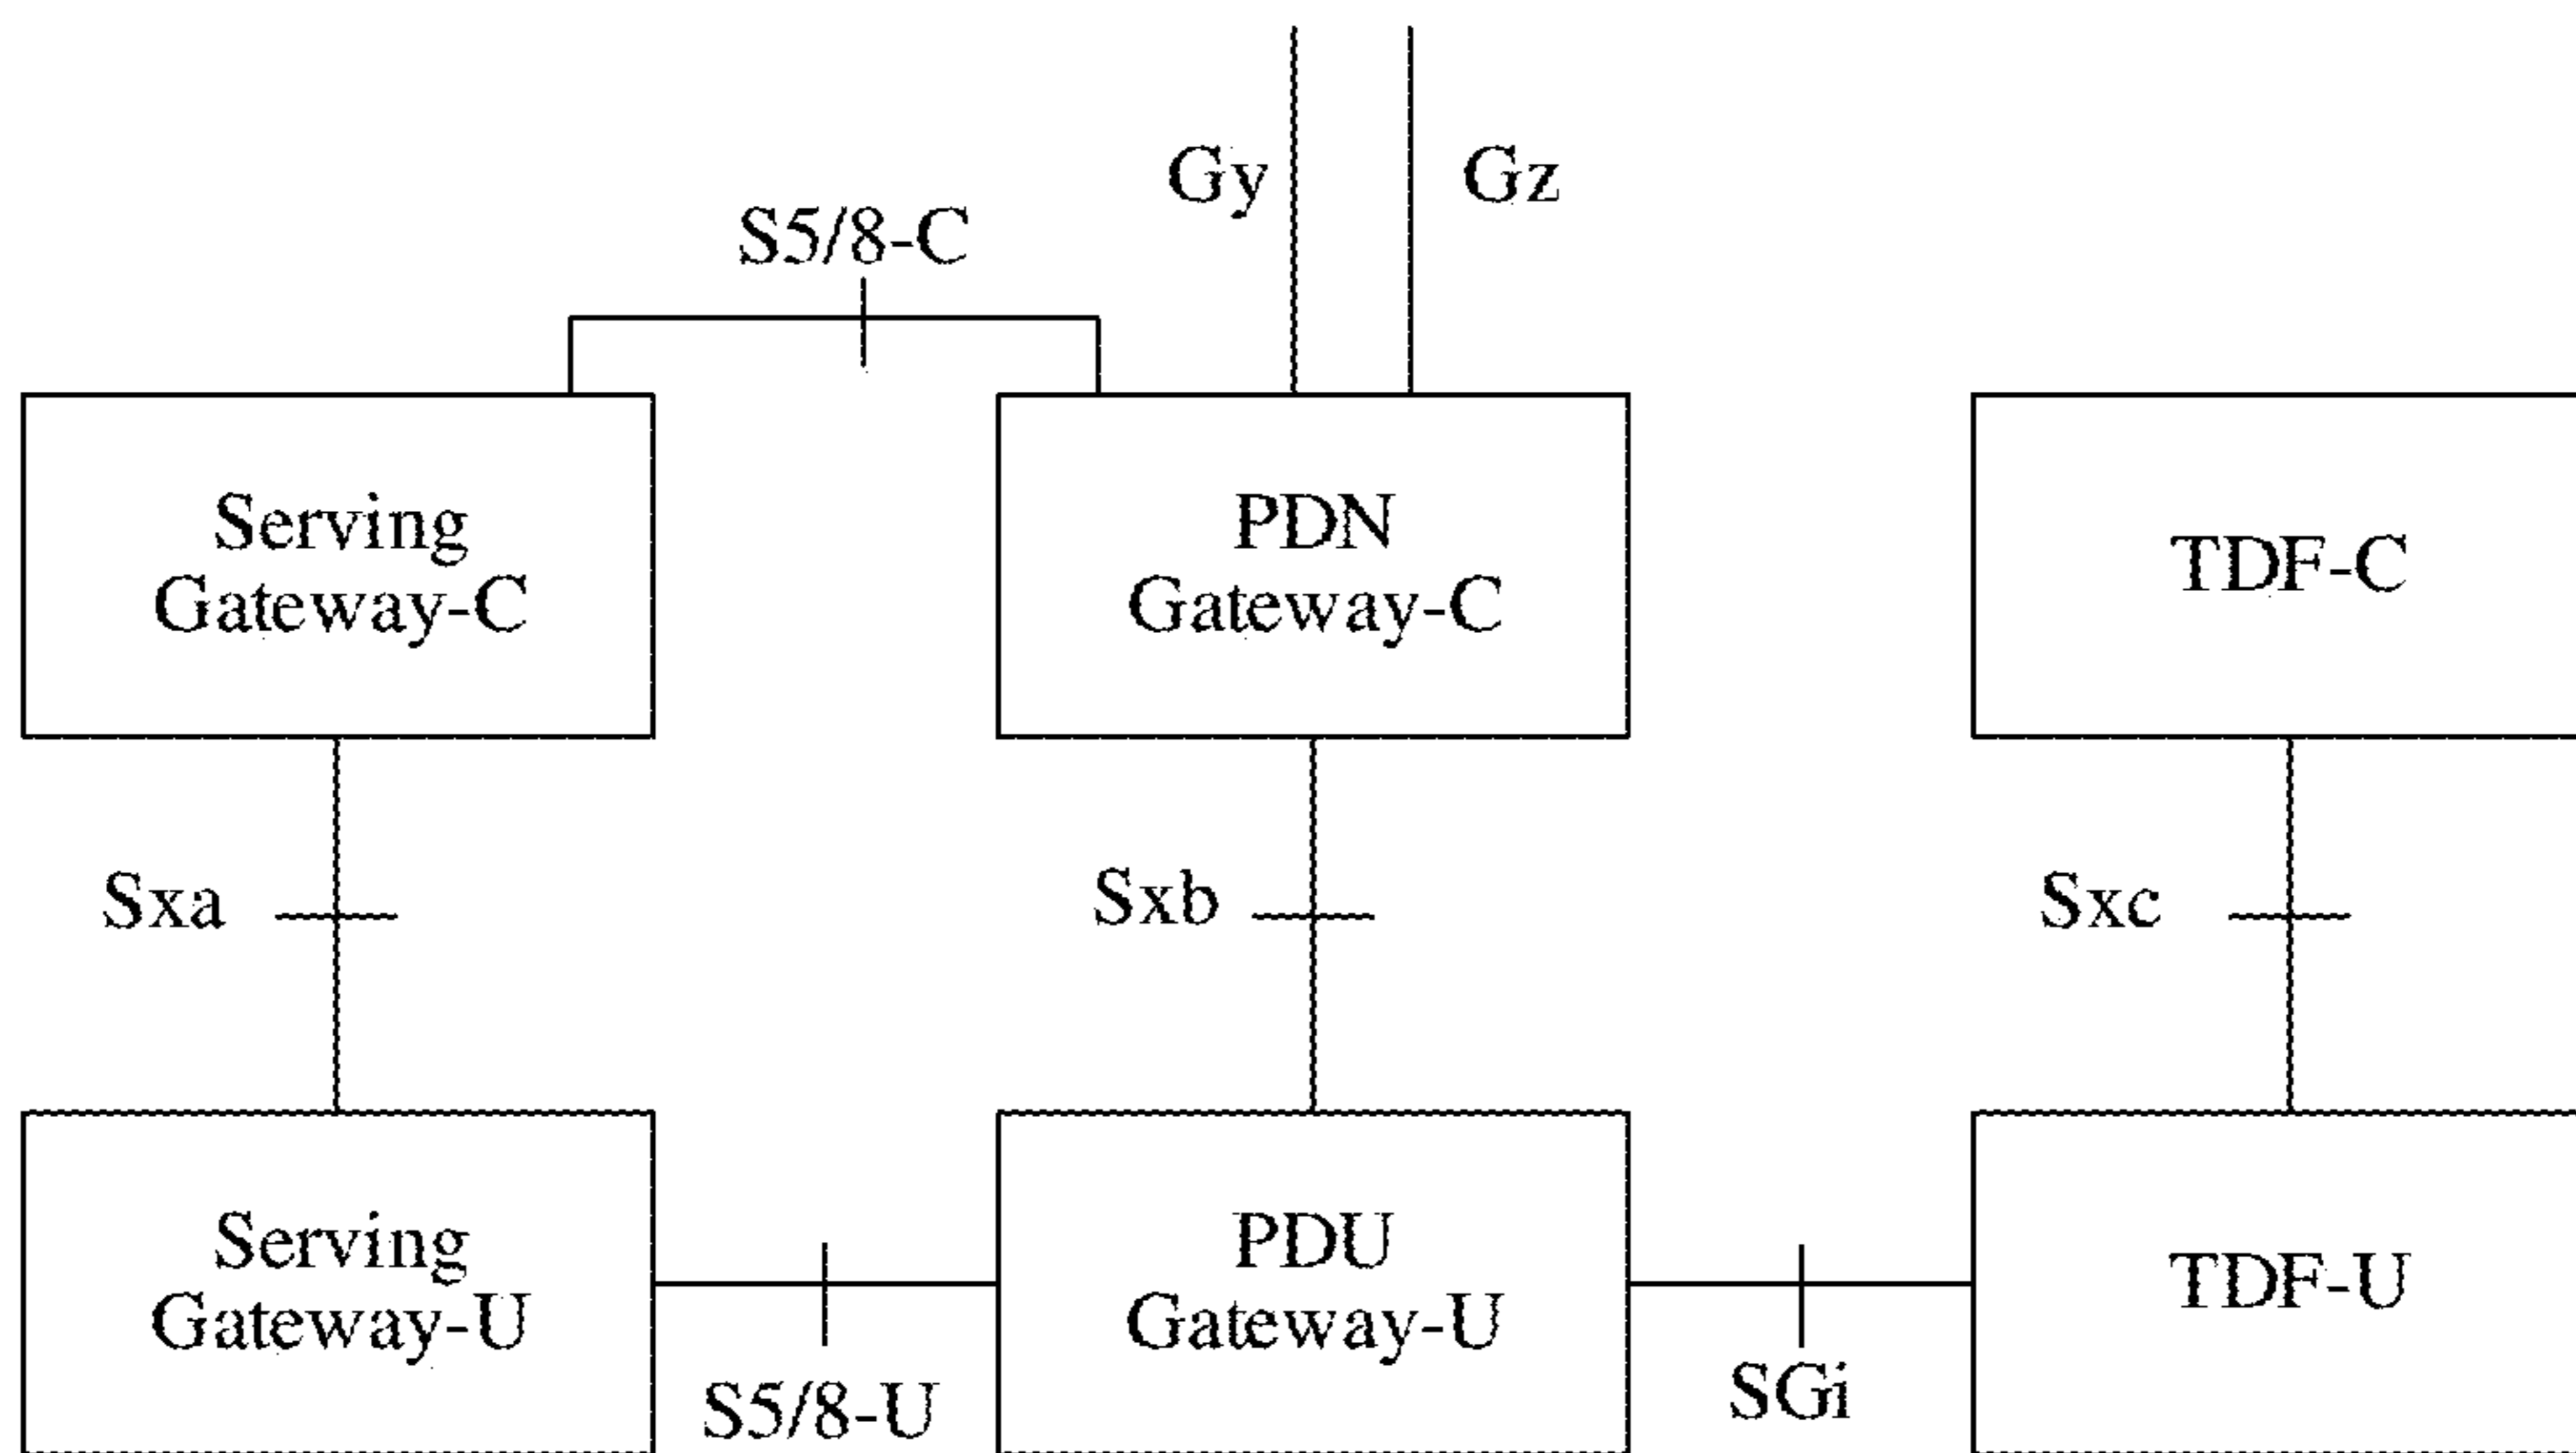 Gy
Gz
S5/8-C
Serving
Gateway-C
PDN
Gateway-C
TDF-C
Sxa
Sxb
Sxc
Serving
Gateway-U
PDU
Gateway-U
TDF-U
S5/8-U
SGi